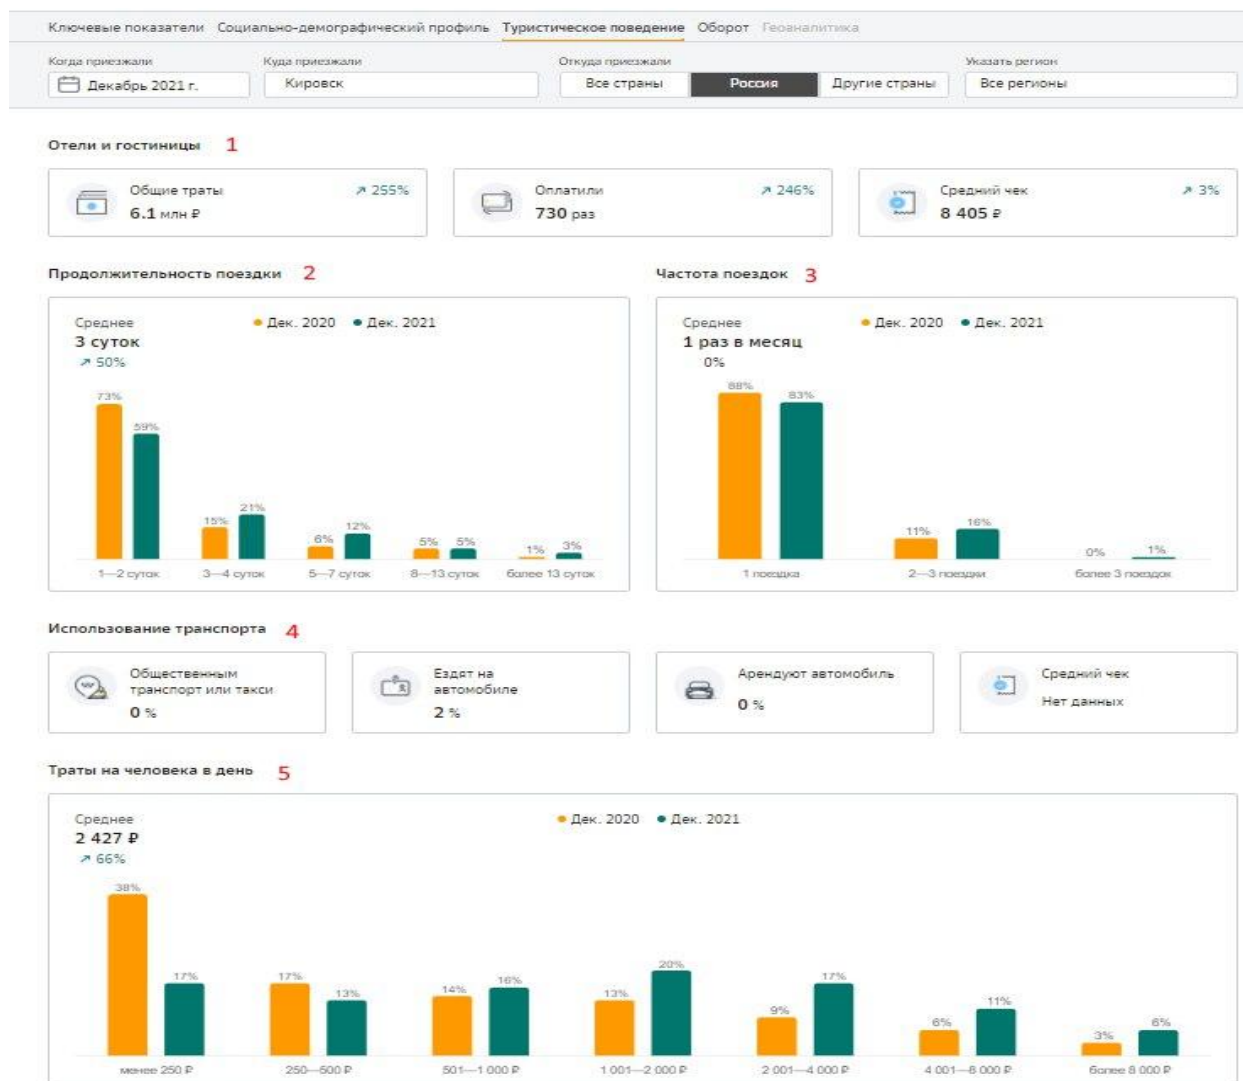 Ключевые показатели Социально-демографический профиль Туристическое поведение Оборот Геоаналитика
Когда приезжали Куда приезжали Откуда приезжали Указать регион
Декабрь 2021 г. Кировск Все страны Россия Другие страны Все регионы
Отели и гостиницы 1
Общие траты 255% Оплатили 246% Средний чек 3%
6.1 млн ₽ 730 раз 8 405 ₽
Продолжительность поездки 2 Частота поездок 3
Среднее Дек. 2020 Дек. 2021 Среднее Дек. 2020 Дек. 2021
3 суток 1 раз в месяц
50% 0%
73% 59% 15% 21% 6% 12% 5% 5% 1% 3% 88% 83% 11% 16% 0% 1%
1—2 суток 3—4 суток 5—7 суток 8—13 суток более 13 суток 1 поездка 2—3 поездки более 3 поездок
Использование транспорта 4
Общественным Ездят на Арендуют автомобиль Средний чек
транспорт или такси автомобиле
0 % 2 % 0 % Нет данных
Траты на человека в день 5
Среднее Дек. 2020 Дек. 2021
2 427 ₽
66%
38% 17% 17% 13% 14% 16% 13% 20% 9% 17% 6% 11% 3% 6%
менее 250 ₽ 250—500 ₽ 501—1 000 ₽ 1 001—2 000 ₽ 2 001—4 000 ₽ 4 001—8 000 ₽ более 8 000 ₽